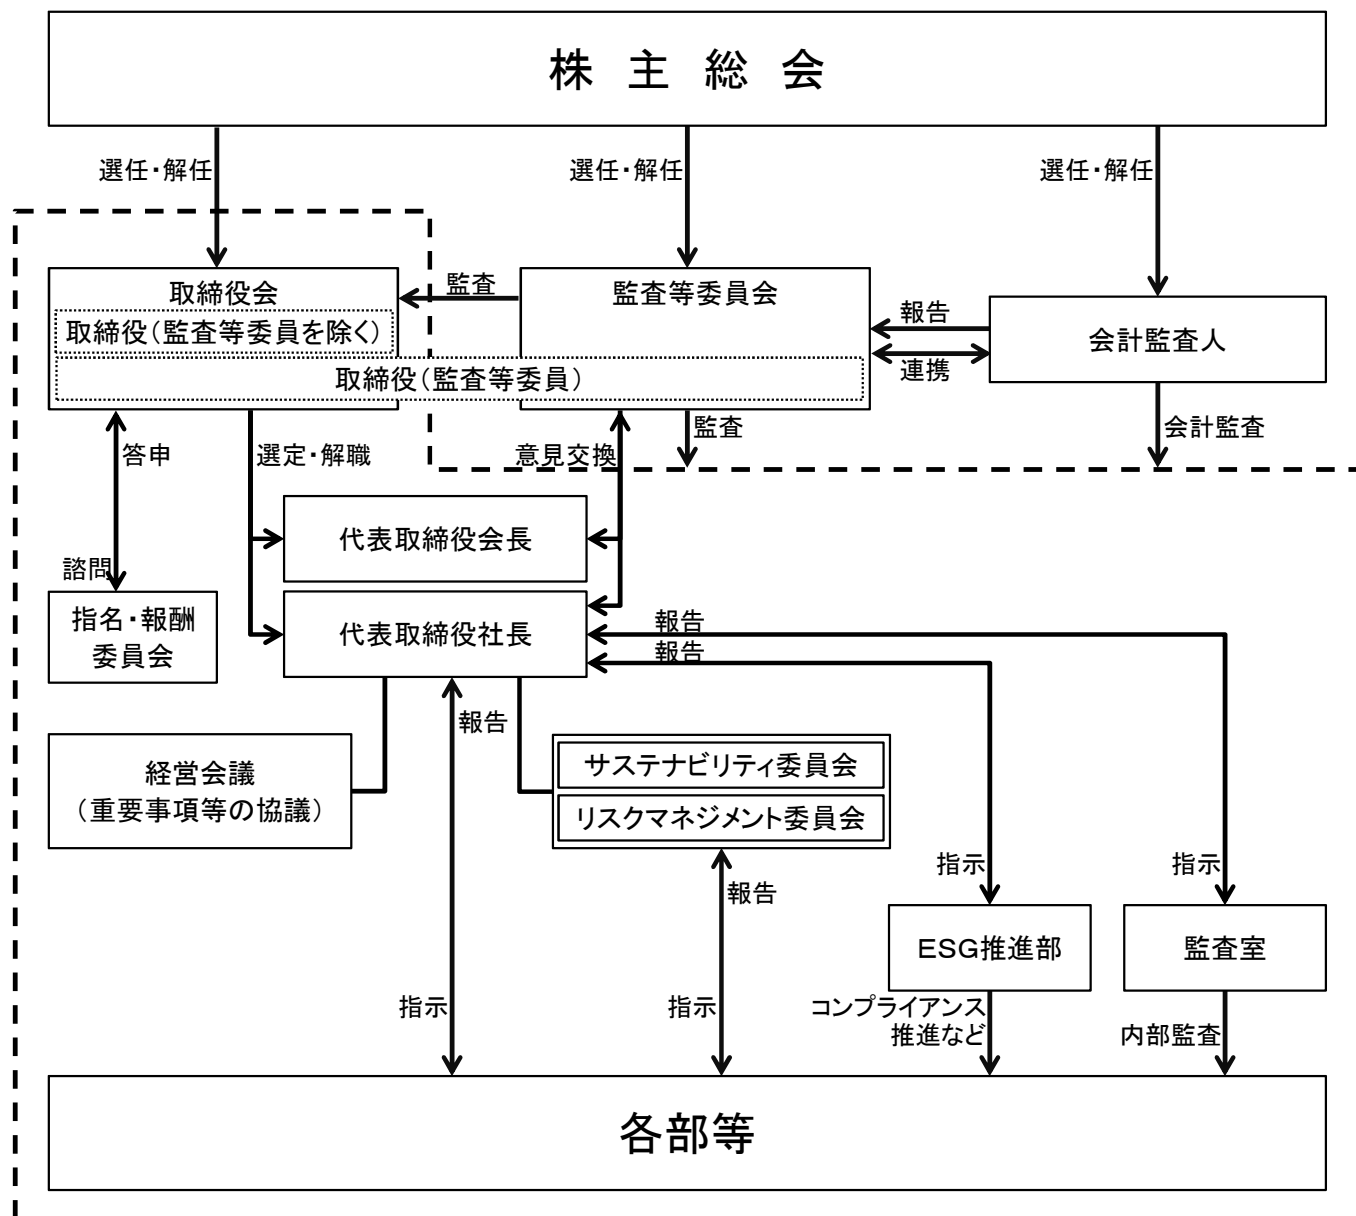 株主総会
選任・解任
選任・解任
選任・解任
取締役会
監査
監査等委員会
報告
会計監査人
取締役（監査等委員を除く）
連携
取締役（監査等委員）
答申
選定・解職
意見交換
監査
会計監査
代表取締役会長
諮問
指名・報酬
委員会
代表取締役社長
報告
報告
報告
経営会議
（重要事項等の協議）
サステナビリティ委員会
リスクマネジメント委員会
報告
指示
指示
ESG推進部
監査室
指示
指示
コンプライアンス
推進など
内部監査
各部等